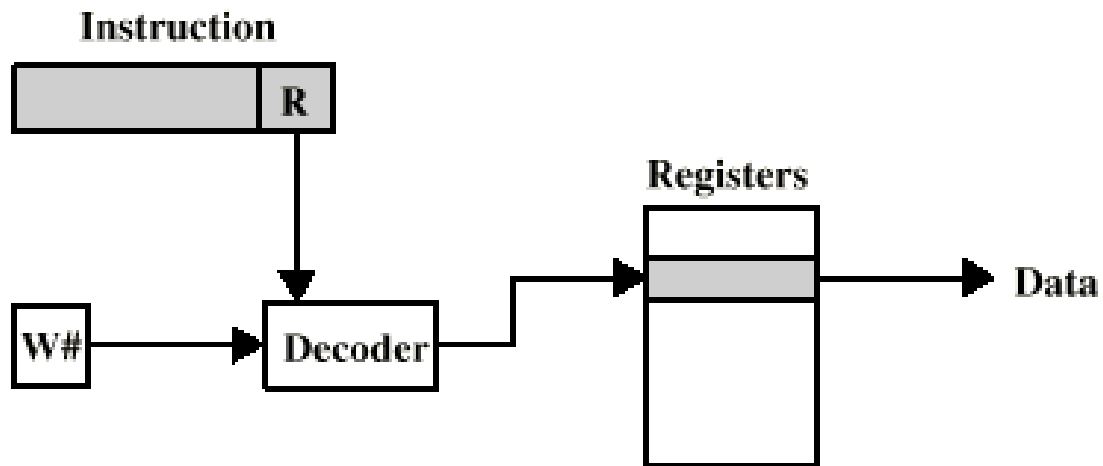 Instruction
R
Registers
Data
W#
Decoder